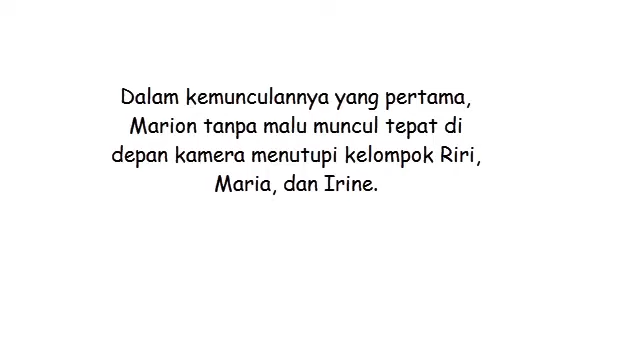 Dalam kemunculannya yang pertama,
Marion tanpa malu muncul tepat di
depan kamera menutupi kelompok Riri,
Maria, dan Irine.